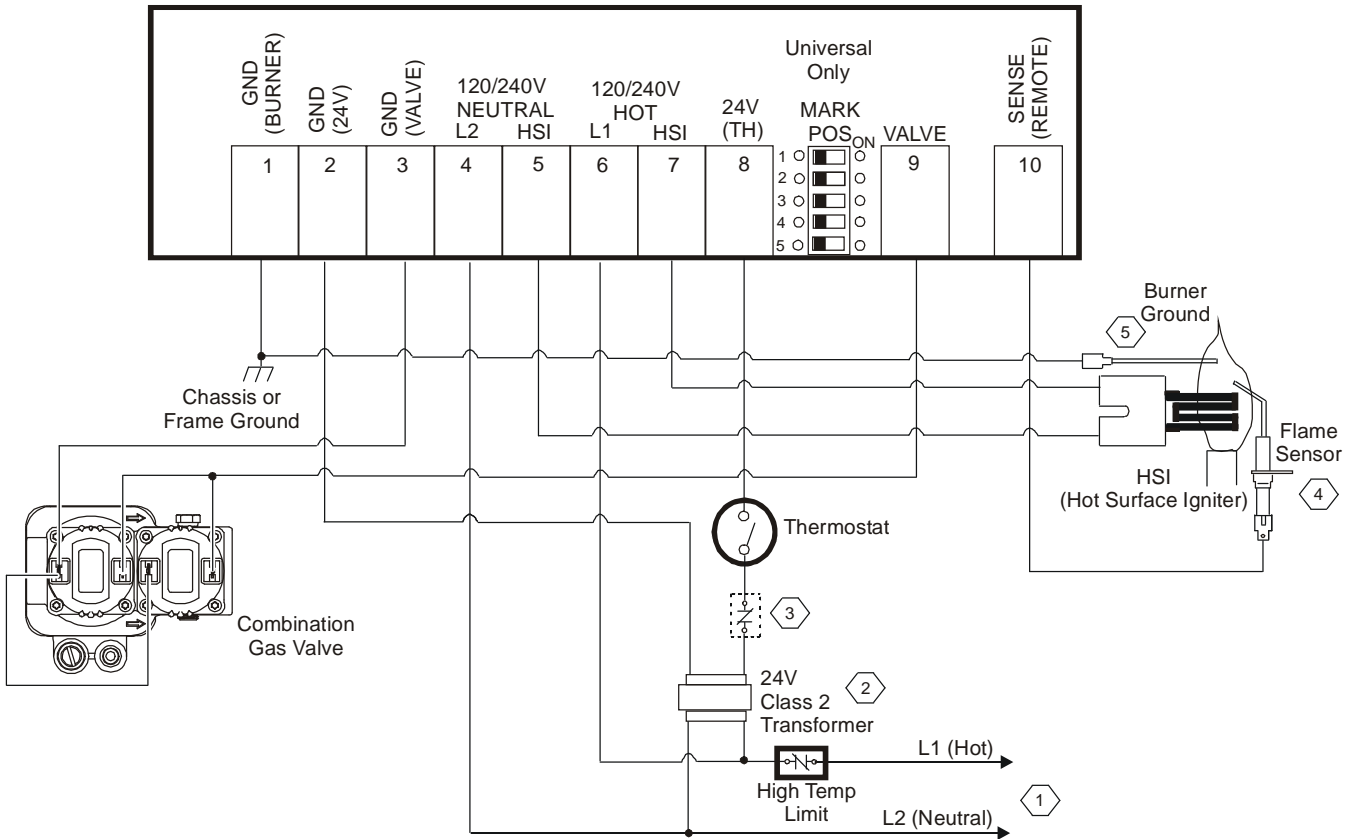 GND
(BURNER)
GND
(24V)
GND
(VALVE)
120/240V
NEUTRAL
L2 HSI
120/240V
HOT
L1 HSI
24V
(TH)
Universal
Only
MARK
POS
ON
VALVE
SENSE
(REMOTE)
1 2 3 4 5 6 7 8 9 10
1
2
3
4
5
Burner
Ground
5
Chassis or
Frame Ground
Flame
Sensor
4
HSI
(Hot Surface Igniter)
Thermostat
3
Combination
Gas Valve
24V
Class 2
Transformer
2
L1 (Hot)
High Temp
Limit
1
L2 (Neutral)